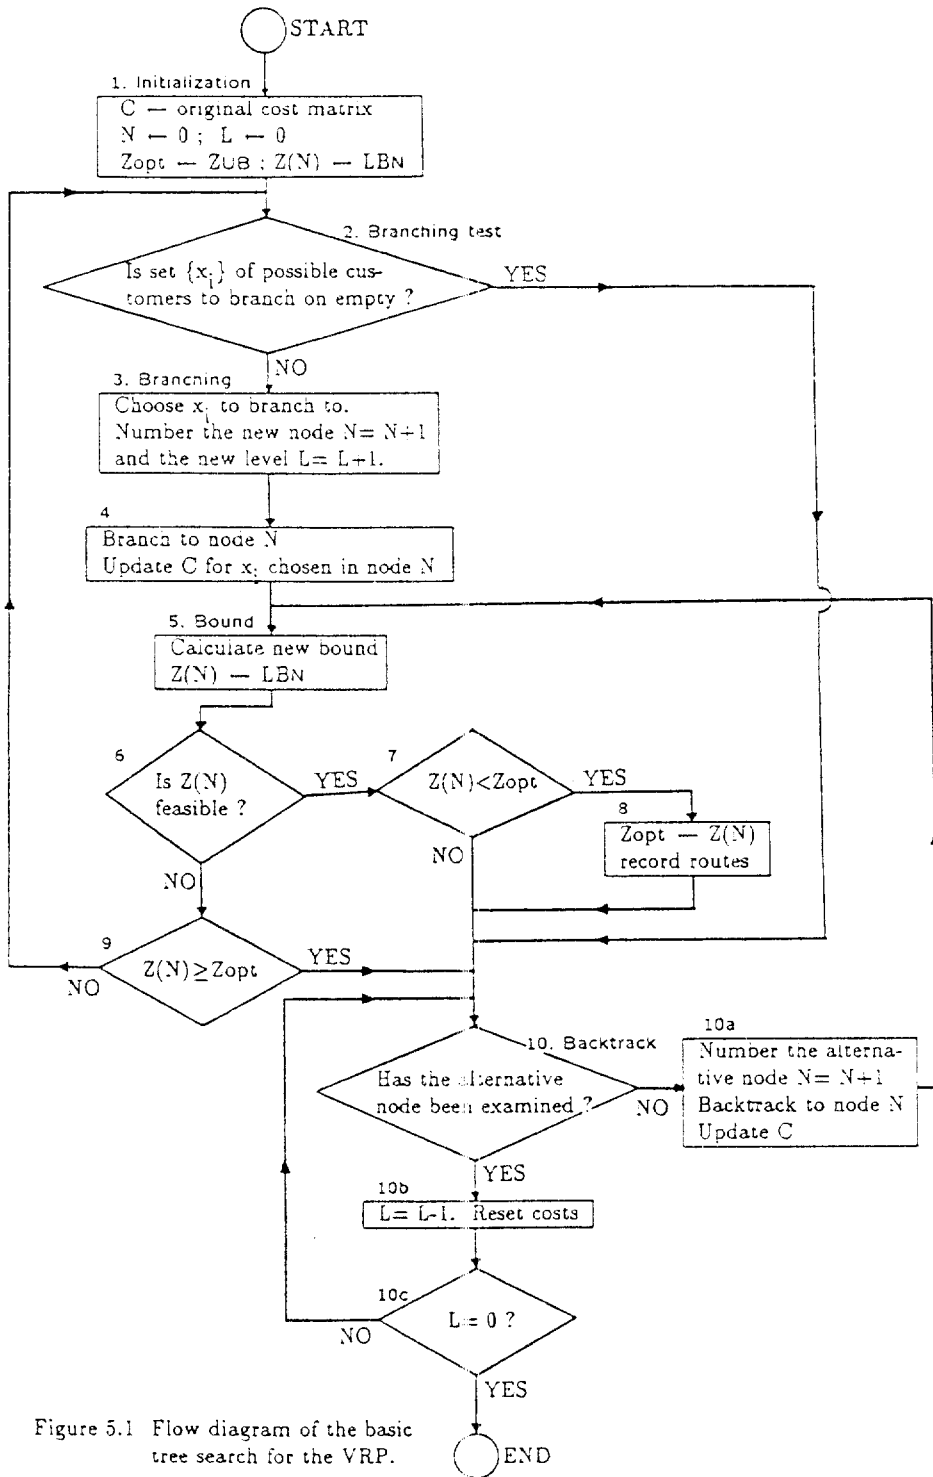 START
1. Initialization
C ← original cost matrix
N ← 0 ; L ← 0
Zopt ← ZUB ; Z(N) ← LBN
2. Branching test
Is set {xᵢ} of possible cus-
tomers to branch on empty ?
YES
NO
3. Branching
Choose xᵢ to branch to.
Number the new node N= N+1
and the new level L= L+1.
4
Branch to node N
Update C for xᵢ chosen in node N
5. Bound
Calculate new bound
Z(N) ← LBN
6
Is Z(N)
feasible ?
YES
NO
7
Z(N)<Zopt
YES
NO
8
Zopt ← Z(N)
record routes
9
Z(N)≥Zopt
YES
NO
10. Backtrack
Has the alternative
node been examined ?
NO
YES
10a
Number the alterna-
tive node N= N+1
Backtrack to node N
Update C
10b
L= L-1. Reset costs
10c
L= 0 ?
NO
YES
END
Figure 5.1 Flow diagram of the basic
tree search for the VRP.